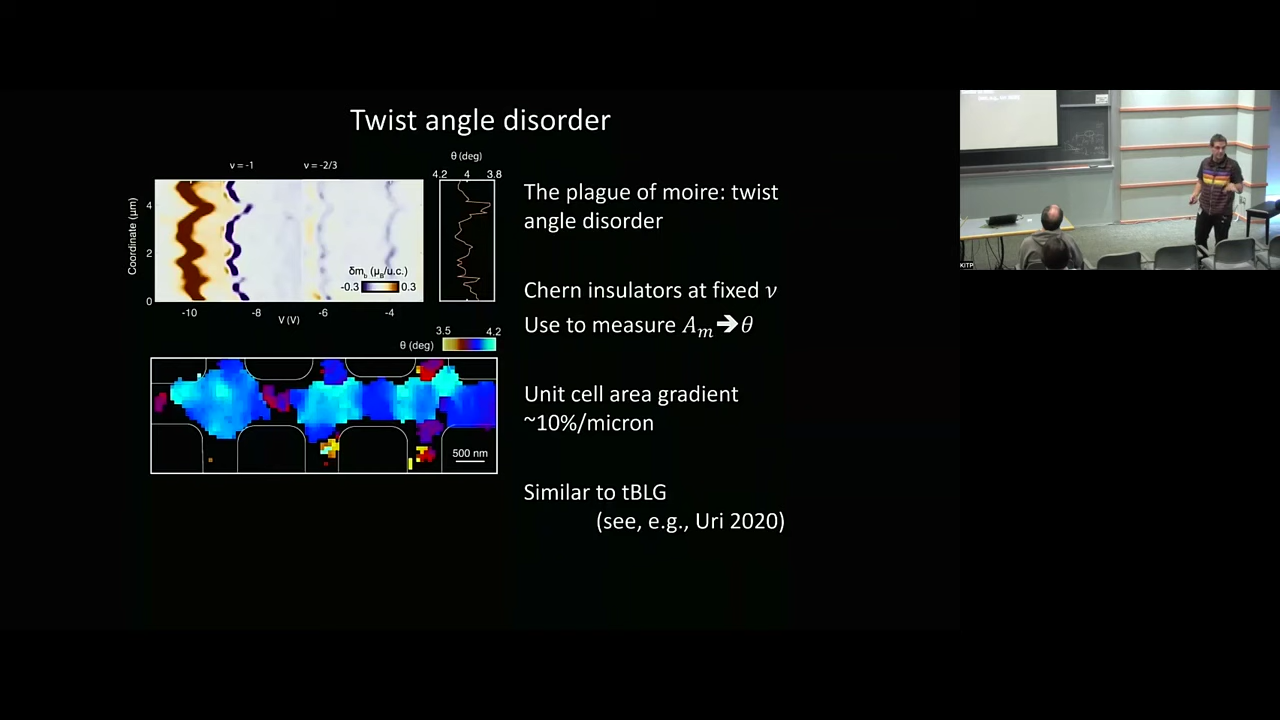 Twist angle disorder
ν = -1
ν = -2/3
θ (deg)
4.2 4 3.8
Coordinate (μm)
4
2
0
δm_b (μ_B/u.c.)
-0.3 0.3
-10 -8 -6 -4
V (V)
3.5 4.2
θ (deg)
500 nm
The plague of moire: twist
angle disorder
Chern insulators at fixed ν
Use to measure A_m➔θ
Unit cell area gradient
~10%/micron
Similar to tBLG
(see, e.g., Uri 2020)
KITP